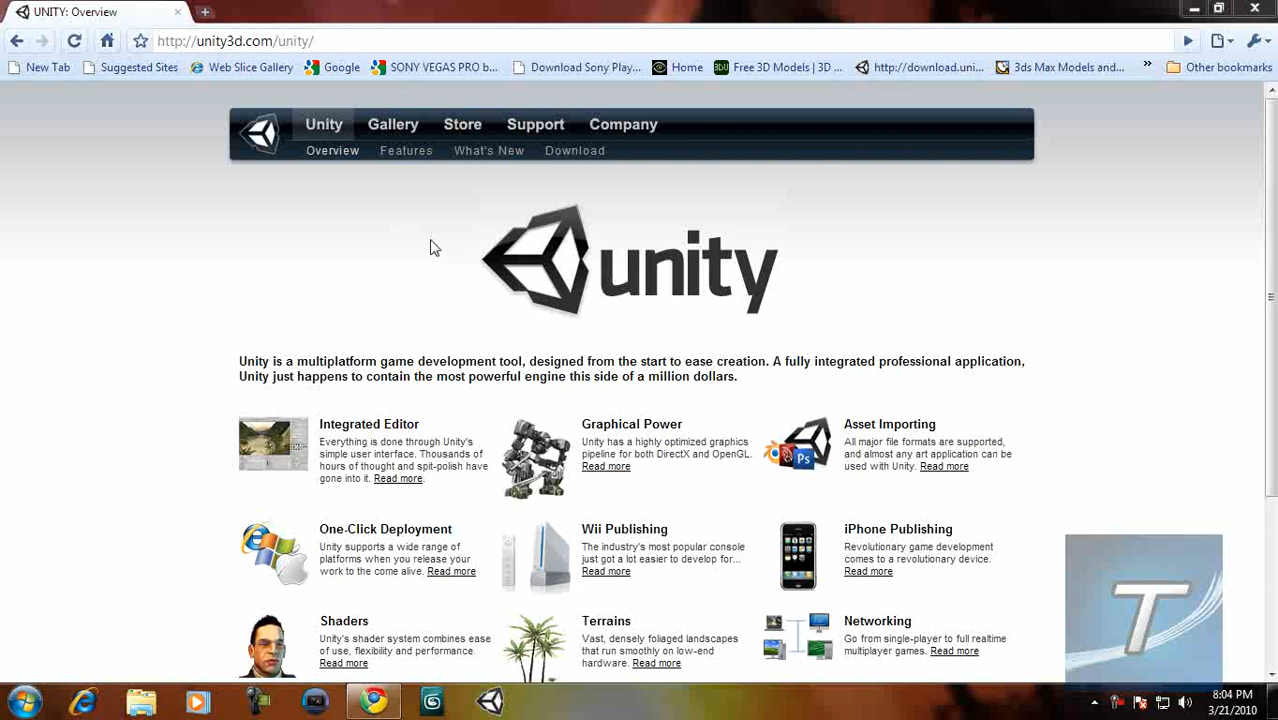 UNITY: Overview
http://unity3d.com/unity/
New Tab
Suggested Sites
Web Slice Gallery
Google
SONY VEGAS PRO b...
Download Sony Play...
Home
Free 3D Models | 3D ...
http://download.uni...
3ds Max Models and...
»
Other bookmarks
Unity Gallery Store Support Company
Overview Features What's New Download
unity
Unity is a multiplatform game development tool, designed from the start to ease creation. A fully integrated professional application,
Unity just happens to contain the most powerful engine this side of a million dollars.
Integrated Editor
Everything is done through Unity's
simple user interface. Thousands of
hours of thought and spit-polish have
gone into it. Read more.
Graphical Power
Unity has a highly optimized graphics
pipeline for both DirectX and OpenGL.
Read more
Asset Importing
All major file formats are supported,
and almost any art application can be
used with Unity. Read more
Ps
One-Click Deployment
Unity supports a wide range of
platforms when you release your
work to the come alive. Read more
Wii Publishing
The industry's most popular console
just got a lot easier to develop for...
Read more
iPhone Publishing
Revolutionary game development
comes to a revolutionary device.
Read more
Shaders
Unity's shader system combines ease
of use, flexibility and performance.
Read more
Terrains
Vast, densely foliaged landscapes
that run smoothly on low-end
hardware. Read more
Networking
Go from single-player to full realtime
multiplayer games. Read more
T
8:04 PM
3/21/2010